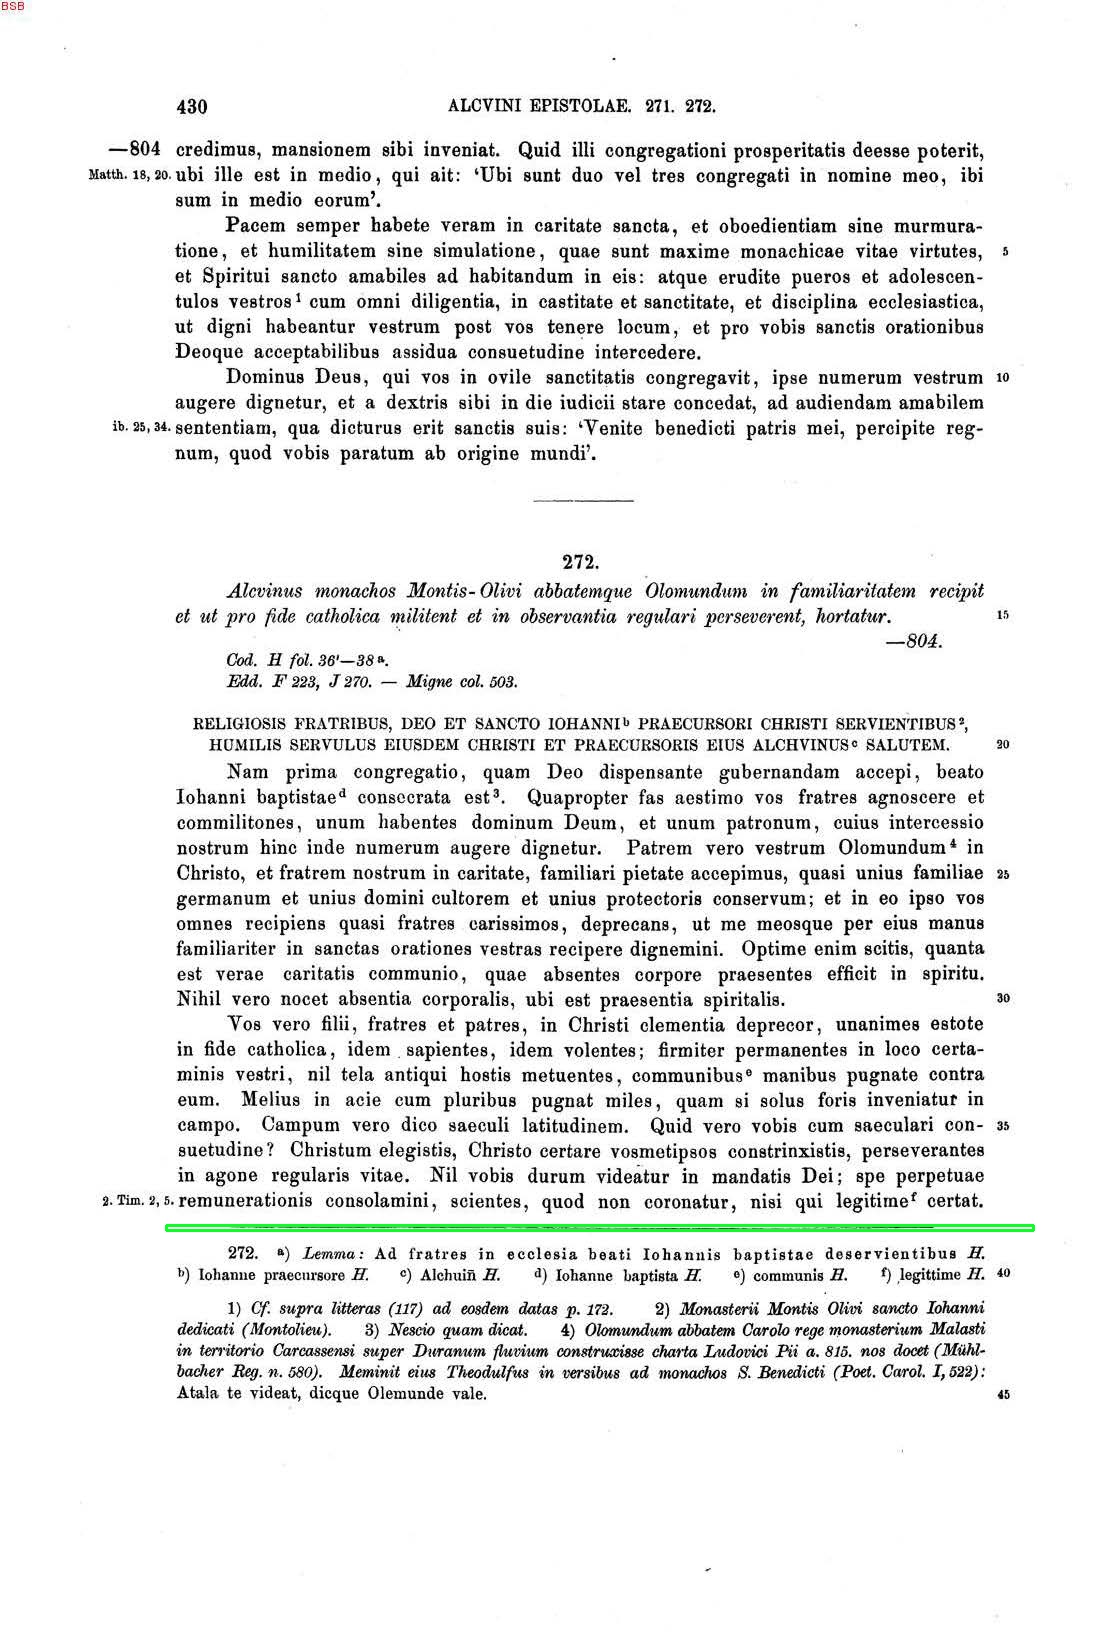 BSB
430 ALCVINI EPISTOLAE. 271. 272.
—804 credimus, mansionem sibi inveniat. Quid illi congregationi prosperitatis deesse poterit,
Matth. 18, 20. ubi ille est in medio, qui ait: ‘Ubi sunt duo vel tres congregati in nomine meo, ibi
sum in medio eorum’.
Pacem semper habete veram in caritate sancta, et oboedientiam sine murmura-
tione, et humilitatem sine simulatione, quae sunt maxime monachicae vitae virtutes, 5
et Spiritui sancto amabiles ad habitandum in eis: atque erudite pueros et adolescen-
tulos vestros¹ cum omni diligentia, in castitate et sanctitate, et disciplina ecclesiastica,
ut digni habeantur vestrum post vos tenere locum, et pro vobis sanctis orationibus
Deoque acceptabilibus assidua consuetudine intercedere.
Dominus Deus, qui vos in ovile sanctitatis congregavit, ipse numerum vestrum 10
augere dignetur, et a dextris sibi in die iudicii stare concedat, ad audiendam amabilem
ib. 25, 34. sententiam, qua dicturus erit sanctis suis: ‘Venite benedicti patris mei, percipite reg-
num, quod vobis paratum ab origine mundi’.
272.
Alcvinus monachos Montis-Olivi abbatemque Olomundum in familiaritatem recipit
et ut pro fide catholica militent et in observantia regulari perseverent, hortatur. 15
—804.
Cod. H fol. 36'—38ᵃ.
Edd. F 223, J 270. — Migne col. 503.
RELIGIOSIS FRATRIBUS, DEO ET SANCTO IOHANNIᵇ PRAECURSORI CHRISTI SERVIENTIBUS²,
HUMILIS SERVULUS EIUSDEM CHRISTI ET PRAECURSORIS EIUS ALCHVINUSᶜ SALUTEM. 20
Nam prima congregatio, quam Deo dispensante gubernandam accepi, beato
Iohanni baptistaeᵈ consecrata est³. Quapropter fas aestimo vos fratres agnoscere et
commilitones, unum habentes dominum Deum, et unum patronum, cuius intercessio
nostrum hinc inde numerum augere dignetur. Patrem vero vestrum Olomundum⁴ in
Christo, et fratrem nostrum in caritate, familiari pietate accepimus, quasi unius familiae 25
germanum et unius domini cultorem et unius protectoris conservum; et in eo ipso vos
omnes recipiens quasi fratres carissimos, deprecans, ut me meosque per eius manus
familiariter in sanctas orationes vestras recipere dignemini. Optime enim scitis, quanta
est verae caritatis communio, quae absentes corpore praesentes efficit in spiritu.
Nihil vero nocet absentia corporalis, ubi est praesentia spiritalis. 30
Vos vero filii, fratres et patres, in Christi clementia deprecor, unanimes estote
in fide catholica, idem sapientes, idem volentes; firmiter permanentes in loco certa-
minis vestri, nil tela antiqui hostis metuentes, communibusᵉ manibus pugnate contra
eum. Melius in acie cum pluribus pugnat miles, quam si solus foris inveniatur in
campo. Campum vero dico saeculi latitudinem. Quid vero vobis cum saeculari con- 35
suetudine? Christum elegistis, Christo certare vosmetipsos constrinxistis, perseverantes
in agone regularis vitae. Nil vobis durum videatur in mandatis Dei; spe perpetuae
2. Tim. 2, 5. remunerationis consolamini, scientes, quod non coronatur, nisi qui legitimeᶠ certat.
272. ᵃ) Lemma: Ad fratres in ecclesia beati Iohannis baptistae deservientibus H.
ᵇ) Iohanne praecursore H. ᶜ) Alchuiñ H. ᵈ) Iohanne baptista H. ᵉ) communis H. ᶠ) legittime H. 40
1) Cf. supra litteras (117) ad eosdem datas p. 172. 2) Monasterii Montis Olivi sancto Iohanni
dedicati (Montolieu). 3) Nescio quam dicat. 4) Olomundum abbatem Carolo rege monasterium Malasti
in territorio Carcassensi super Duranum fluvium construxisse charta Ludovici Pii a. 815. nos docet (Mühl-
bacher Reg. n. 580). Meminit eius Theodulfus in versibus ad monachos S. Benedicti (Poet. Carol. I, 522):
Atala te videat, dicque Olemunde vale. 45